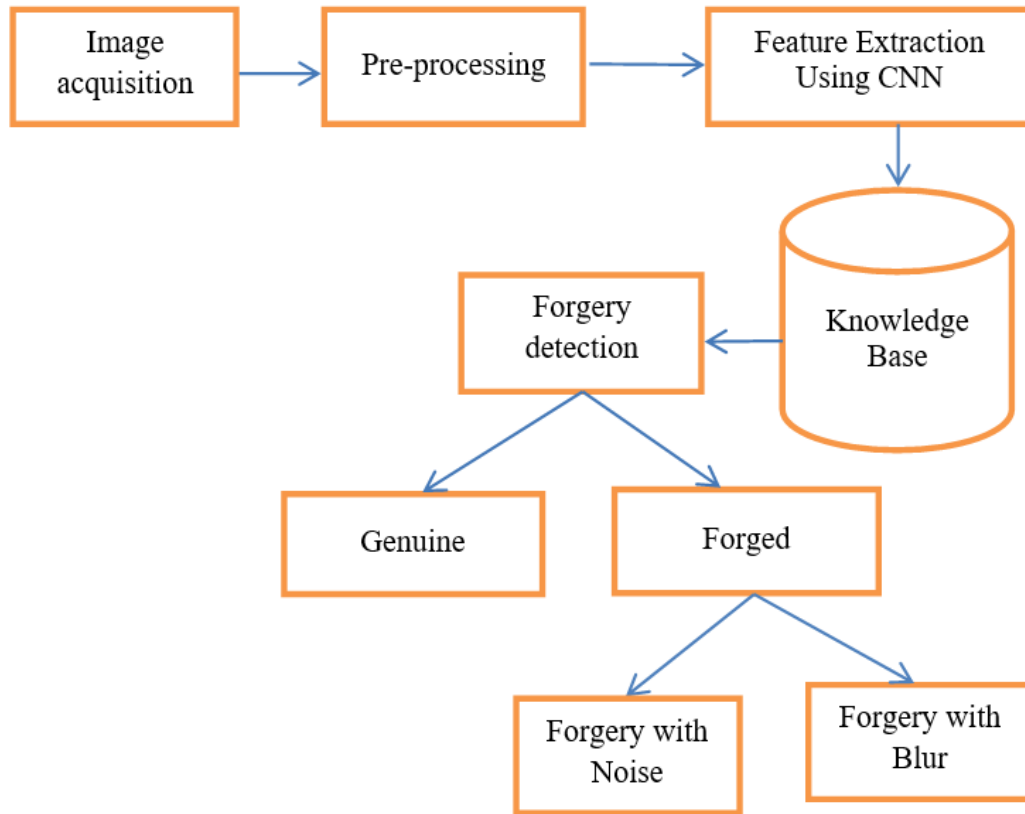 Image
acquisition
Pre-processing
Feature Extraction
Using CNN
Knowledge
Base
Forgery
detection
Genuine
Forged
Forgery with
Noise
Forgery with
Blur